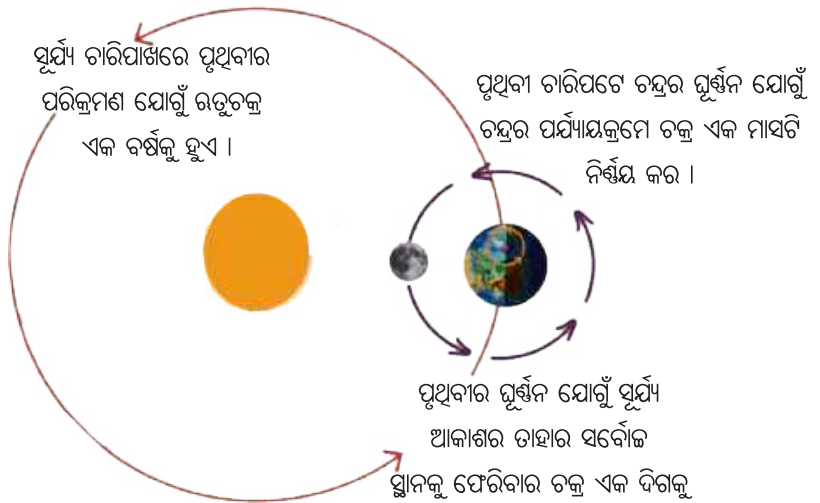 ସୂର୍ଯ୍ୟ ଚାରିପାଖରେ ପୃଥିବୀର
ପରିକ୍ରମଣ ଯୋଗୁଁ ଋତୁଚକ୍ର
ଏକ ବର୍ଷକୁ ହୁଏ ।
ପୃଥିବୀ ଚାରିପଟେ ଚନ୍ଦ୍ରର ଘୂର୍ଣ୍ଣନ ଯୋଗୁଁ
ଚନ୍ଦ୍ରର ପର୍ଯ୍ୟାୟକ୍ରମେ ଚକ୍ର ଏକ ମାସଟି
ନିର୍ଣ୍ଣୟ କର ।
ପୃଥିବୀର ଘୂର୍ଣ୍ଣନ ଯୋଗୁଁ ସୂର୍ଯ୍ୟ
ଆକାଶର ତାହାର ସର୍ବୋଚ୍ଚ
ସ୍ଥାନକୁ ଫେରିବାର ଚକ୍ର ଏକ ଦିଗକୁ